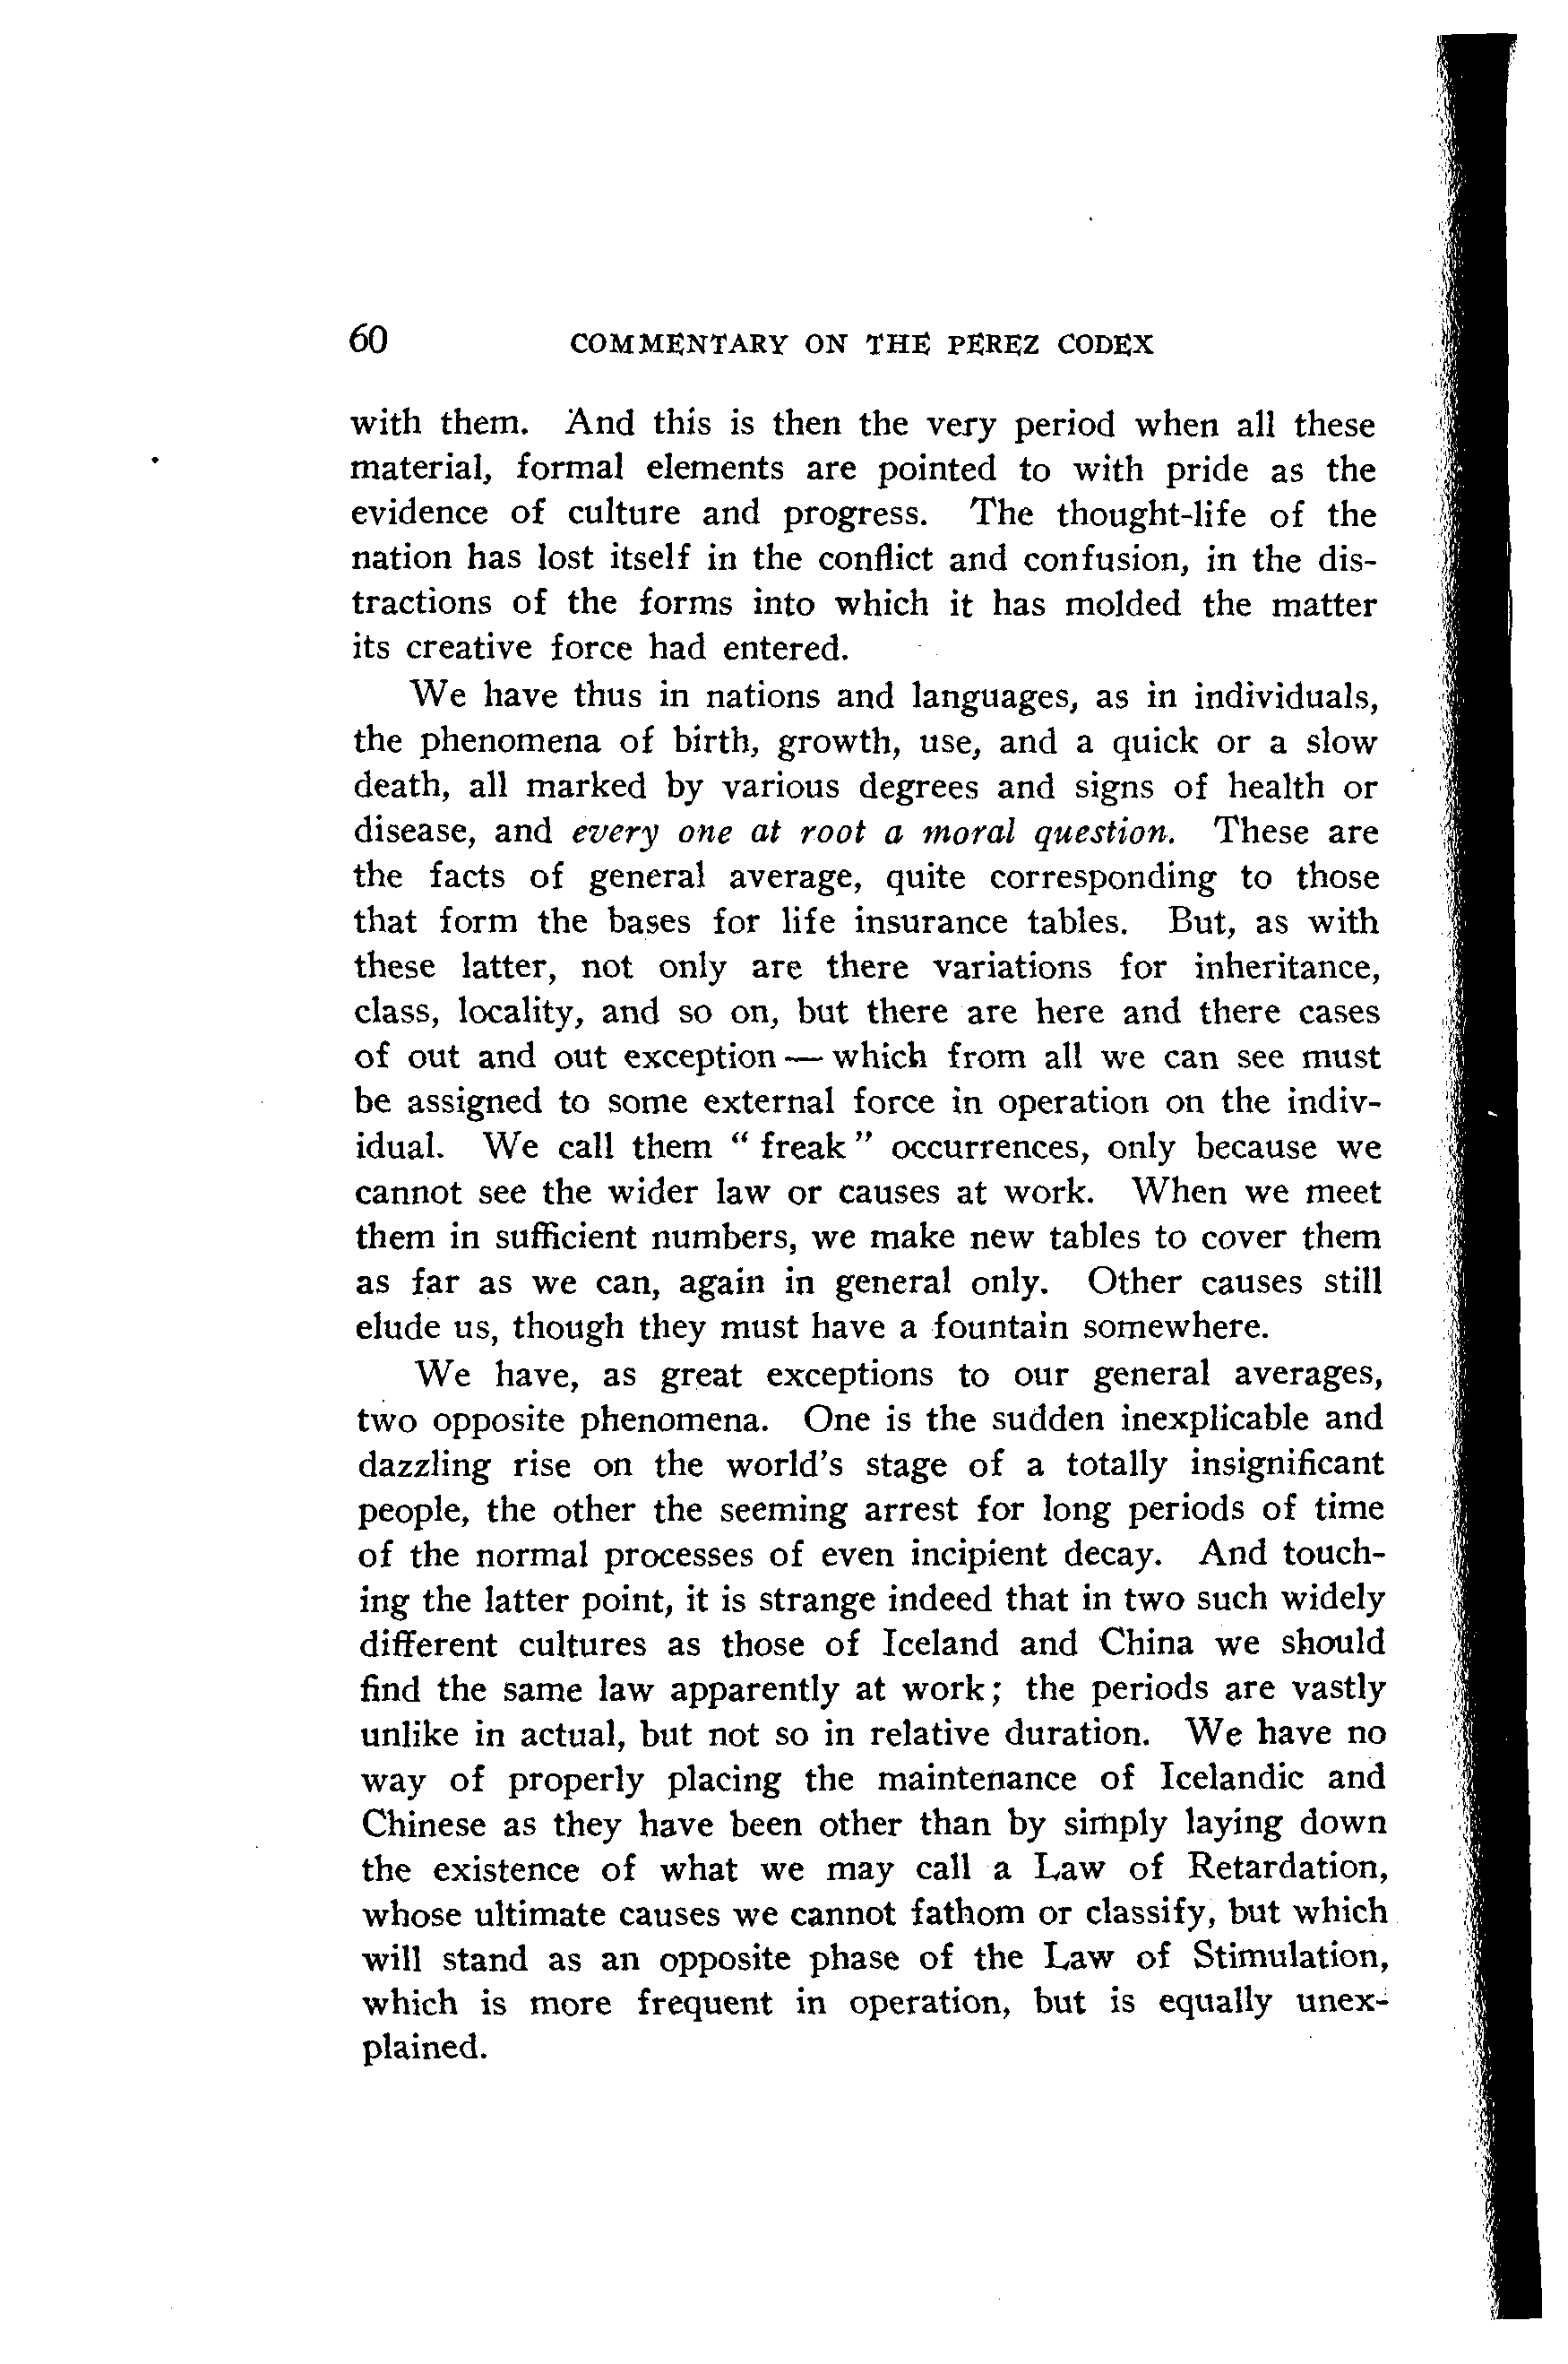 60 COMMENTARY ON THE PEREZ CODEX
with them. And this is then the very period when all these
material, formal elements are pointed to with pride as the
evidence of culture and progress. The thought-life of the
nation has lost itself in the conflict and confusion, in the dis-
tractions of the forms into which it has molded the matter
its creative force had entered.
We have thus in nations and languages, as in individuals,
the phenomena of birth, growth, use, and a quick or a slow
death, all marked by various degrees and signs of health or
disease, and every one at root a moral question. These are
the facts of general average, quite corresponding to those
that form the bases for life insurance tables. But, as with
these latter, not only are there variations for inheritance,
class, locality, and so on, but there are here and there cases
of out and out exception — which from all we can see must
be assigned to some external force in operation on the indiv-
idual. We call them " freak " occurrences, only because we
cannot see the wider law or causes at work. When we meet
them in sufficient numbers, we make new tables to cover them
as far as we can, again in general only. Other causes still
elude us, though they must have a fountain somewhere.
We have, as great exceptions to our general averages,
two opposite phenomena. One is the sudden inexplicable and
dazzling rise on the world's stage of a totally insignificant
people, the other the seeming arrest for long periods of time
of the normal processes of even incipient decay. And touch-
ing the latter point, it is strange indeed that in two such widely
different cultures as those of Iceland and China we should
find the same law apparently at work; the periods are vastly
unlike in actual, but not so in relative duration. We have no
way of properly placing the maintenance of Icelandic and
Chinese as they have been other than by simply laying down
the existence of what we may call a Law of Retardation,
whose ultimate causes we cannot fathom or classify, but which
will stand as an opposite phase of the Law of Stimulation,
which is more frequent in operation, but is equally unex-
plained.